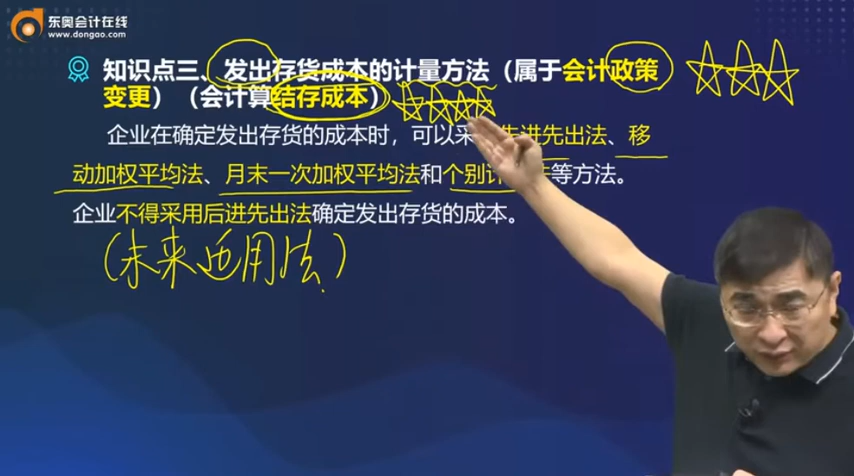 东奥会计在线
www.dongao.com
知识点三、发出存货成本的计量方法（属于会计政策
变更）（会计算结存成本）
企业在确定发出存货的成本时，可以采 先进先出法、移
动加权平均法、月末一次加权平均法和个别计 等方法。
企业不得采用后进先出法确定发出存货的成本。
（未来适用法）